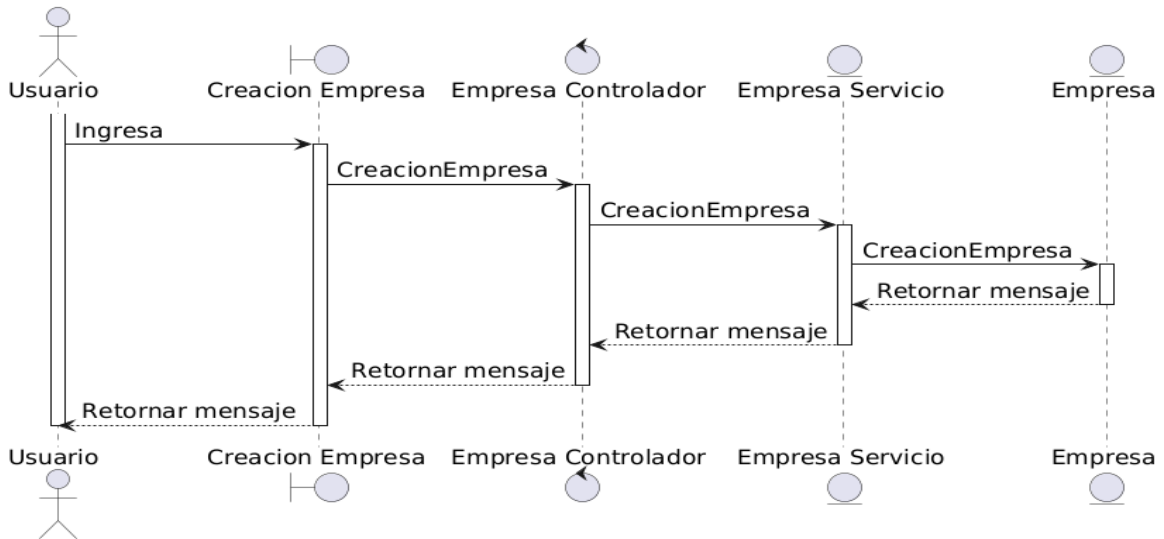 Usuario
Creacion Empresa
Empresa Controlador
Empresa Servicio
Empresa
Ingresa
CreacionEmpresa
CreacionEmpresa
CreacionEmpresa
Retornar mensaje
Retornar mensaje
Retornar mensaje
Retornar mensaje
Usuario
Creacion Empresa
Empresa Controlador
Empresa Servicio
Empresa